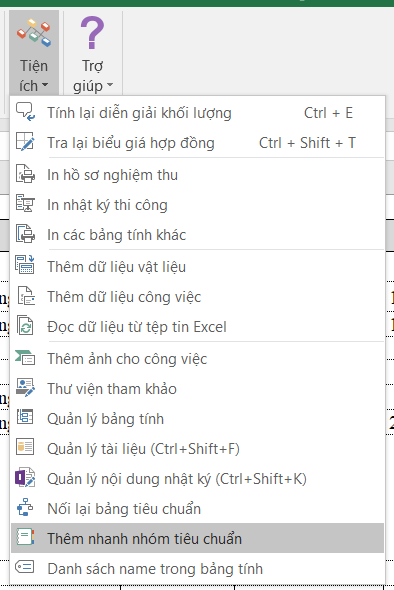 Tiện
ích
Trợ
giúp
Tính lại diễn giải khối lượng Ctrl + E
Tra lại biểu giá hợp đồng Ctrl + Shift + T
In hồ sơ nghiệm thu
In nhật ký thi công
In các bảng tính khác
Thêm dữ liệu vật liệu
Thêm dữ liệu công việc
Đọc dữ liệu từ tệp tin Excel
Thêm ảnh cho công việc
Thư viện tham khảo
Quản lý bảng tính
Quản lý tài liệu (Ctrl+Shift+F)
Quản lý nội dung nhật ký (Ctrl+Shift+K)
Nối lại bảng tiêu chuẩn
Thêm nhanh nhóm tiêu chuẩn
Danh sách name trong bảng tính